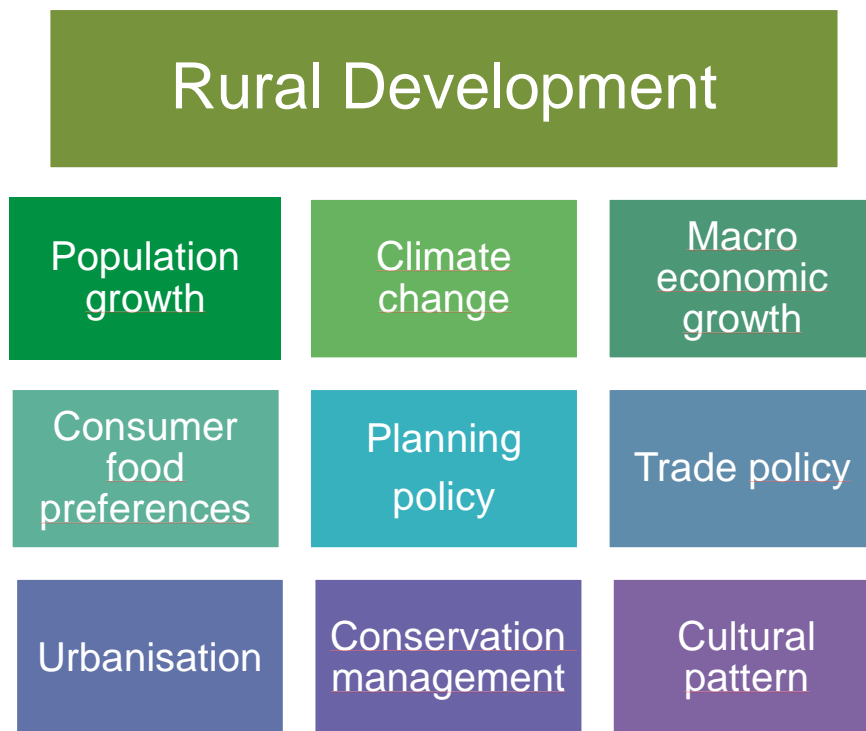 Rural Development
Population
growth
Climate
change
Macro
economic
growth
Consumer
food
preferences
Planning
policy
Trade policy
Urbanisation
Conservation
management
Cultural
pattern